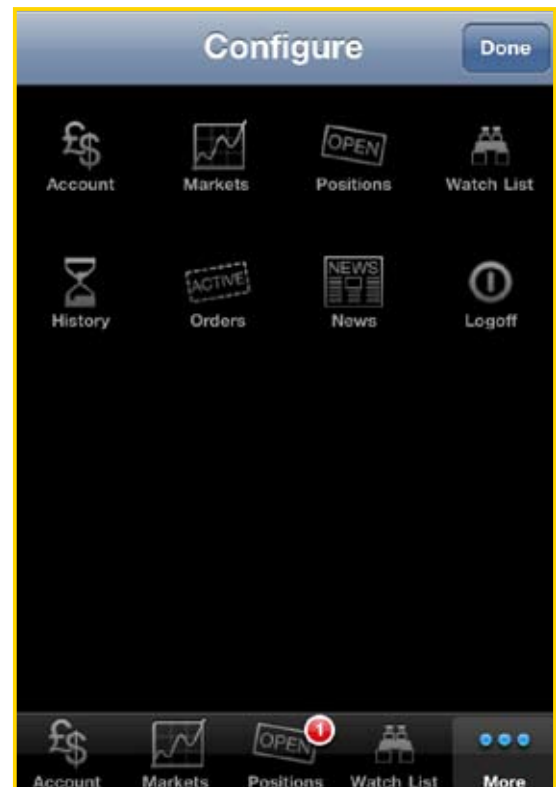 Configure
Done
£$
OPEN
Account
Markets
Positions
Watch List
ACTIVE
NEWS
History
Orders
News
Logoff
£$
OPEN
1
Account
Markets
Positions
Watch List
More